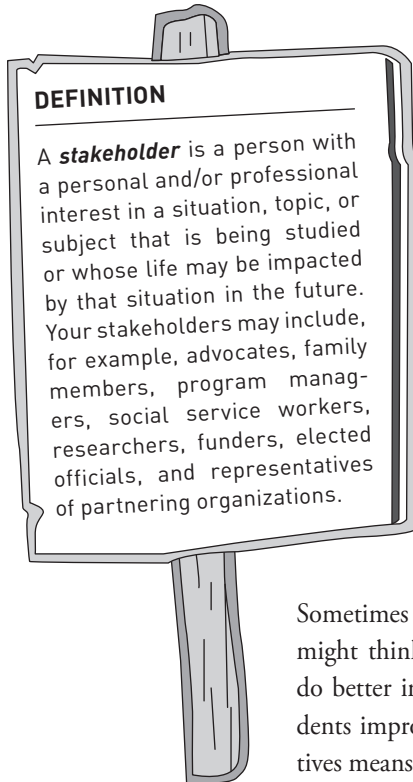 DEFINITION
A stakeholder is a person with
a personal and/or professional
interest in a situation, topic, or
subject that is being studied
or whose life may be impacted
by that situation in the future.
Your stakeholders may include,
for example, advocates, family
members, program manag-
ers, social service workers,
researchers, funders, elected
officials, and representatives
of partnering organizations.
Sometimes
might think
do better in
dents impro
tives means